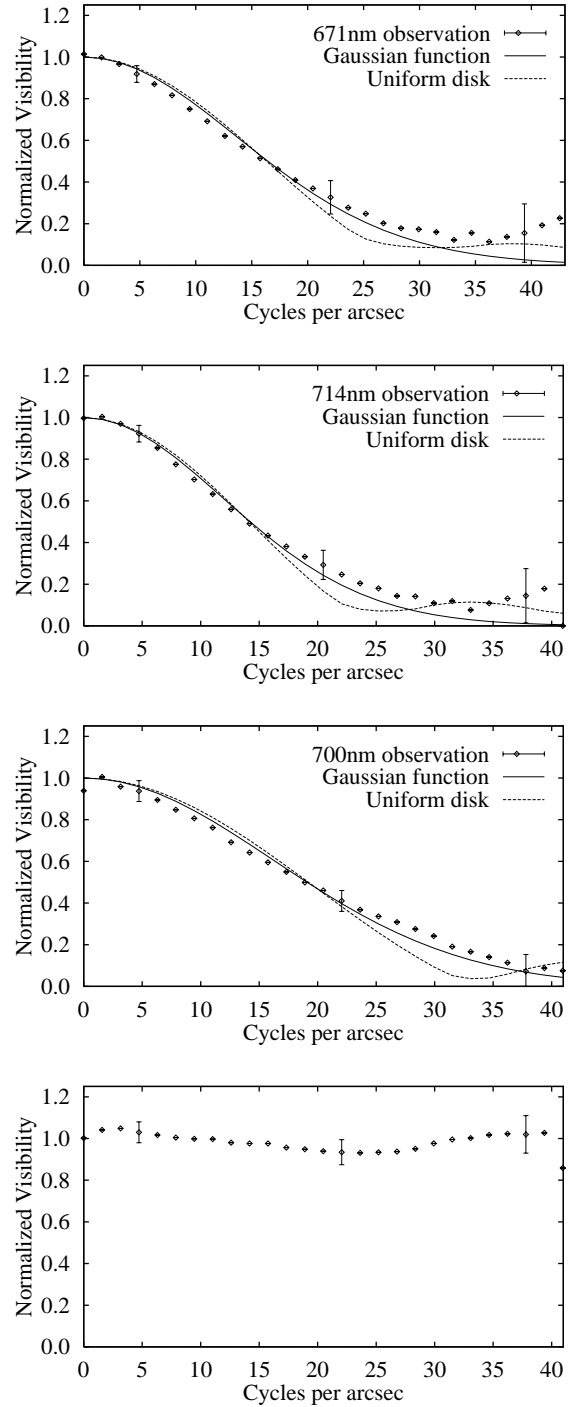 1.2
1.0
0.8
0.6
0.4
0.2
0.0
Normalized Visibility
671nm observation
Gaussian function
Uniform disk
0 5 10 15 20 25 30 35 40
Cycles per arcsec
1.2
1.0
0.8
0.6
0.4
0.2
0.0
Normalized Visibility
714nm observation
Gaussian function
Uniform disk
0 5 10 15 20 25 30 35 40
Cycles per arcsec
1.2
1.0
0.8
0.6
0.4
0.2
0.0
Normalized Visibility
700nm observation
Gaussian function
Uniform disk
0 5 10 15 20 25 30 35 40
Cycles per arcsec
1.2
1.0
0.8
0.6
0.4
0.2
0.0
Normalized Visibility
0 5 10 15 20 25 30 35 40
Cycles per arcsec